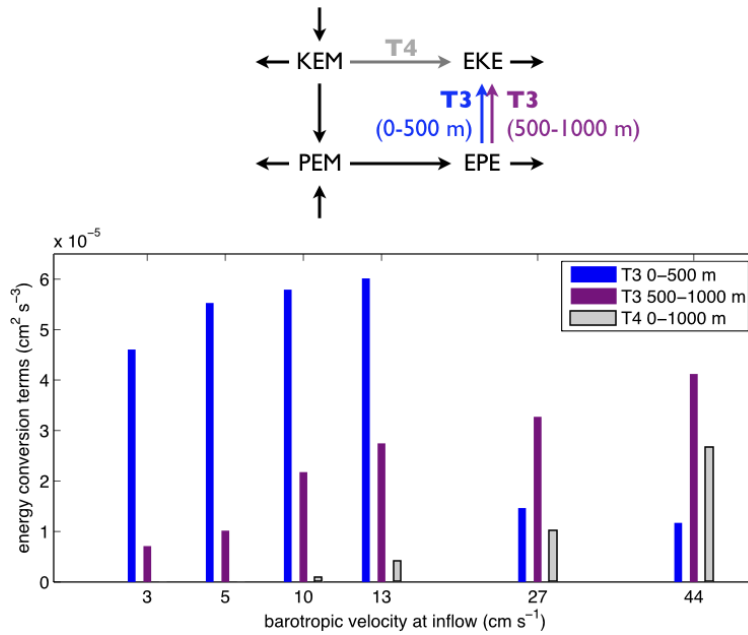 KEM T4 EKE
T3 T3
(0-500 m) (500-1000 m)
PEM EPE
x 10⁻⁵
6
5
4
3
2
1
0
energy conversion terms (cm² s⁻³)
T3 0−500 m
T3 500−1000 m
T4 0−1000 m
3 5 10 13 27 44
barotropic velocity at inflow (cm s⁻¹)